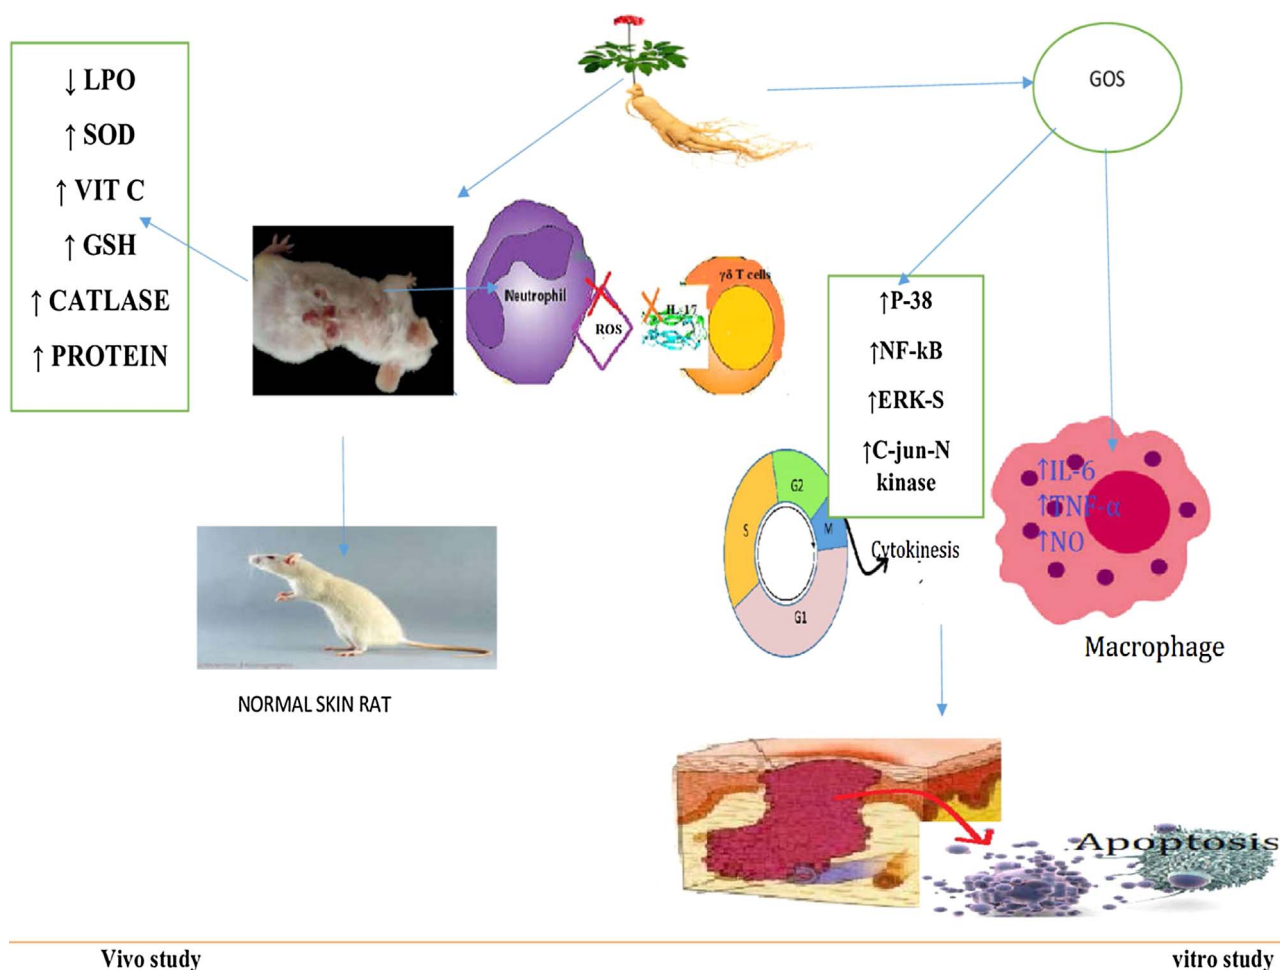 ↓ LPO
↑ SOD
↑ VIT C
↑ GSH
↑ CATLASE
↑ PROTEIN
GOS
Neutrophil
ROS
IL-17
γδ T cells
↑P-38
↑NF-kB
↑ERK-S
↑C-jun-N
kinase
G2
S
M
G1
Cytokinesis
↑IL-6
↑TNF-α
↑NO
Macrophage
NORMAL SKIN RAT
Apoptosis
Vivo study
vitro study